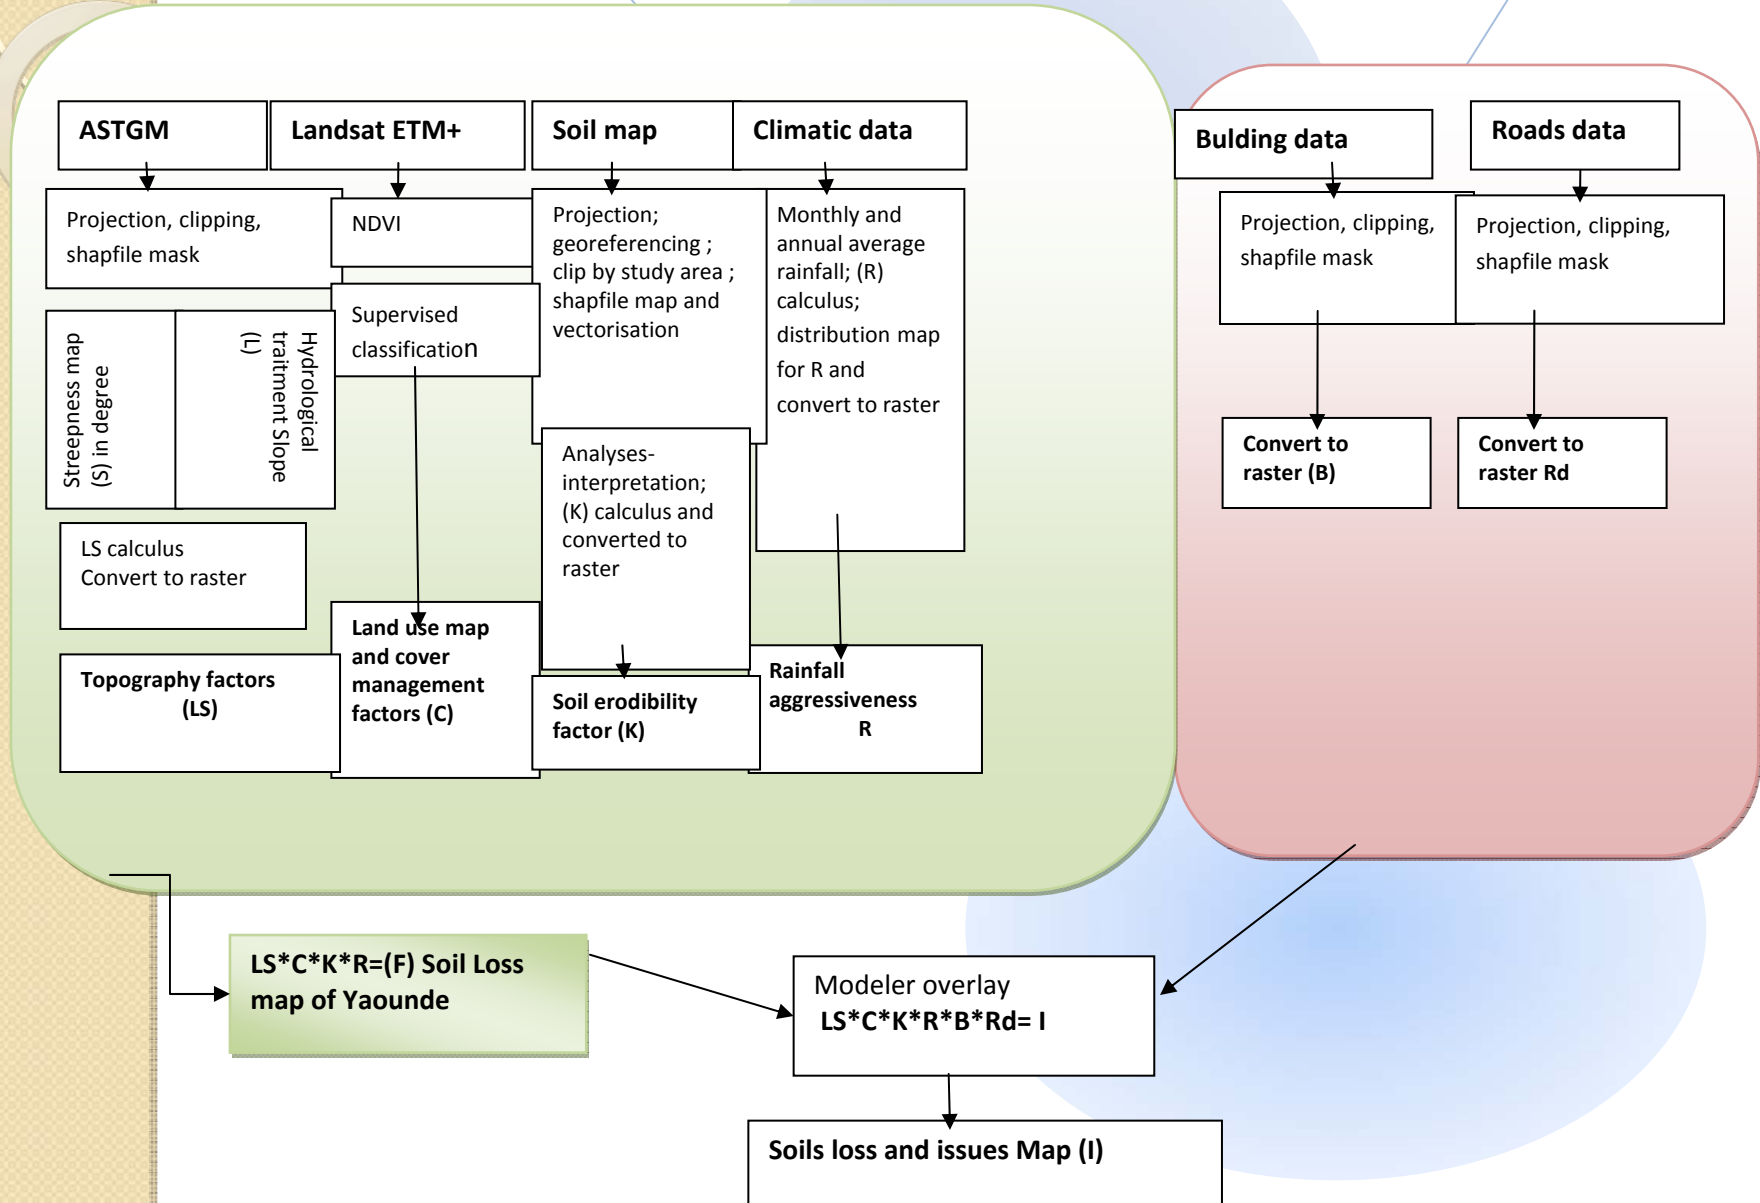 ASTGM
Landsat ETM+
Soil map
Climatic data
Bulding data
Roads data
Projection, clipping,
shapfile mask
NDVI
Supervised
classification
Projection;
georeferencing ;
clip by study area ;
shapfile map and
vectorisation
Monthly and
annual average
rainfall; (R)
calculus;
distribution map
for R and
convert to raster
Projection, clipping,
shapfile mask
Projection, clipping,
shapfile mask
Streepness map
(S) in degree
Hydrological
traitment Slope
(L)
Analyses-
interpretation;
(K) calculus and
converted to
raster
Convert to
raster (B)
Convert to
raster Rd
LS calculus
Convert to raster
Topography factors
(LS)
Land use map
and cover
management
factors (C)
Soil erodibility
factor (K)
Rainfall
aggressiveness
R
LS*C*K*R=(F) Soil Loss
map of Yaounde
Modeler overlay
LS*C*K*R*B*Rd= I
Soils loss and issues Map (I)